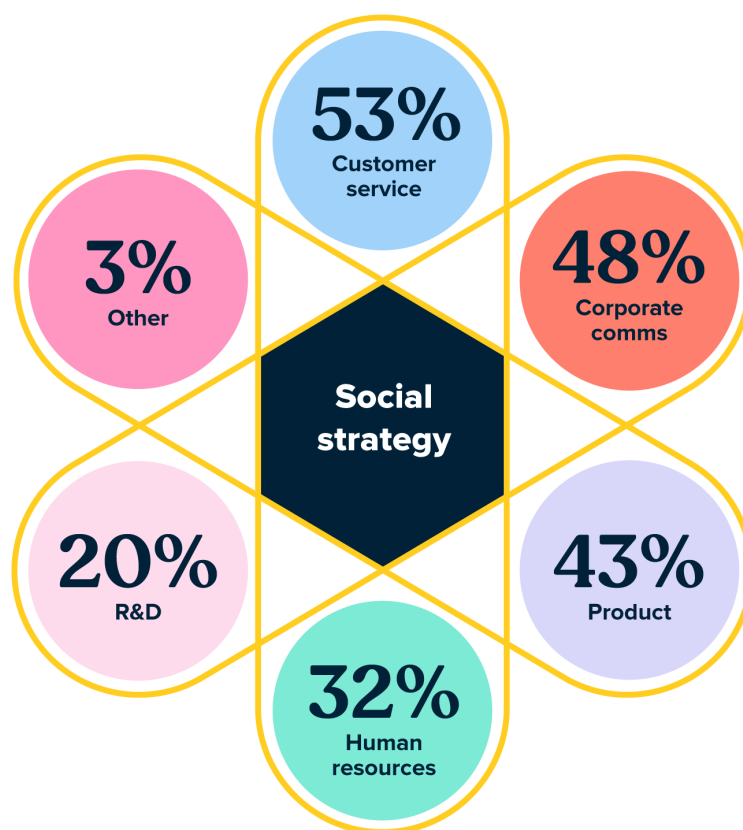 53%
Customer
service
48%
Corporate
comms
43%
Product
32%
Human
resources
20%
R&D
3%
Other
Social
strategy